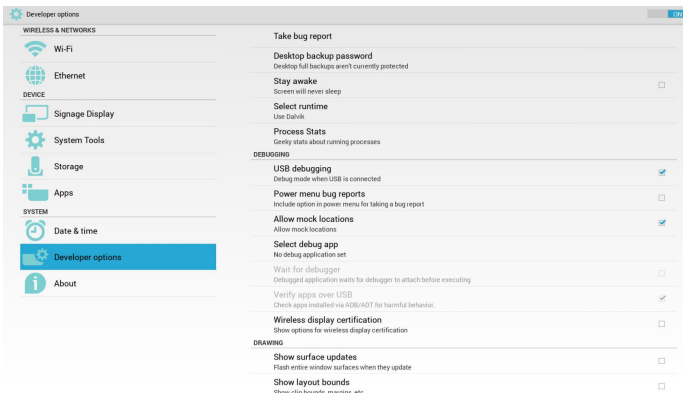 Developer options
ON
WIRELESS & NETWORKS
Wi-Fi
Ethernet
DEVICE
Signage Display
System Tools
Storage
Apps
SYSTEM
Date & time
Developer options
About
Take bug report
Desktop backup password
Desktop full backups aren't currently protected
Stay awake
Screen will never sleep
Select runtime
Use Dalvik
Process Stats
Geeky stats about running processes
DEBUGGING
USB debugging
Debug mode when USB is connected
Power menu bug reports
Include option in power menu for taking a bug report
Allow mock locations
Allow mock locations
Select debug app
No debug application set
Wait for debugger
Debugged application waits for debugger to attach before executing
Verify apps over USB
Check apps installed via ADB/ADT for harmful behavior.
Wireless display certification
Show options for wireless display certification
DRAWING
Show surface updates
Flash entire window surfaces when they update
Show layout bounds
Show clip bounds, margins, etc.